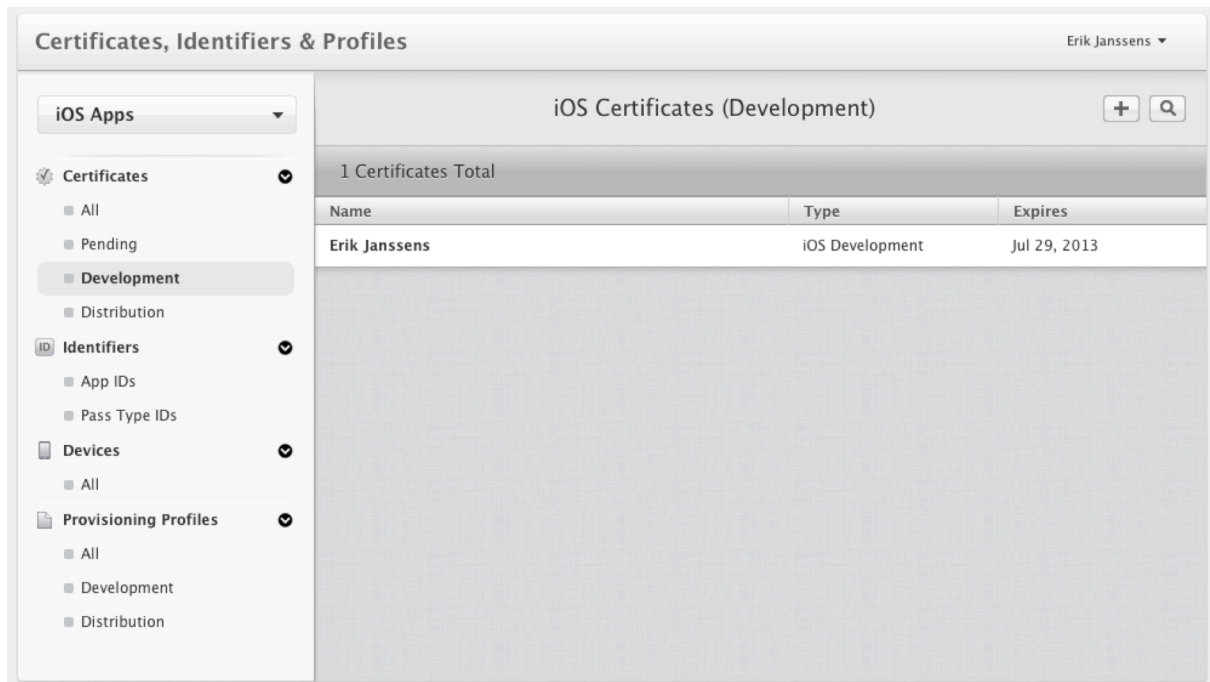 Certificates, Identifiers & Profiles
Erik Janssens
iOS Apps
Certificates
All
Pending
Development
Distribution
ID Identifiers
App IDs
Pass Type IDs
Devices
All
Provisioning Profiles
All
Development
Distribution
iOS Certificates (Development)
1 Certificates Total
Name Type Expires
Erik Janssens iOS Development Jul 29, 2013